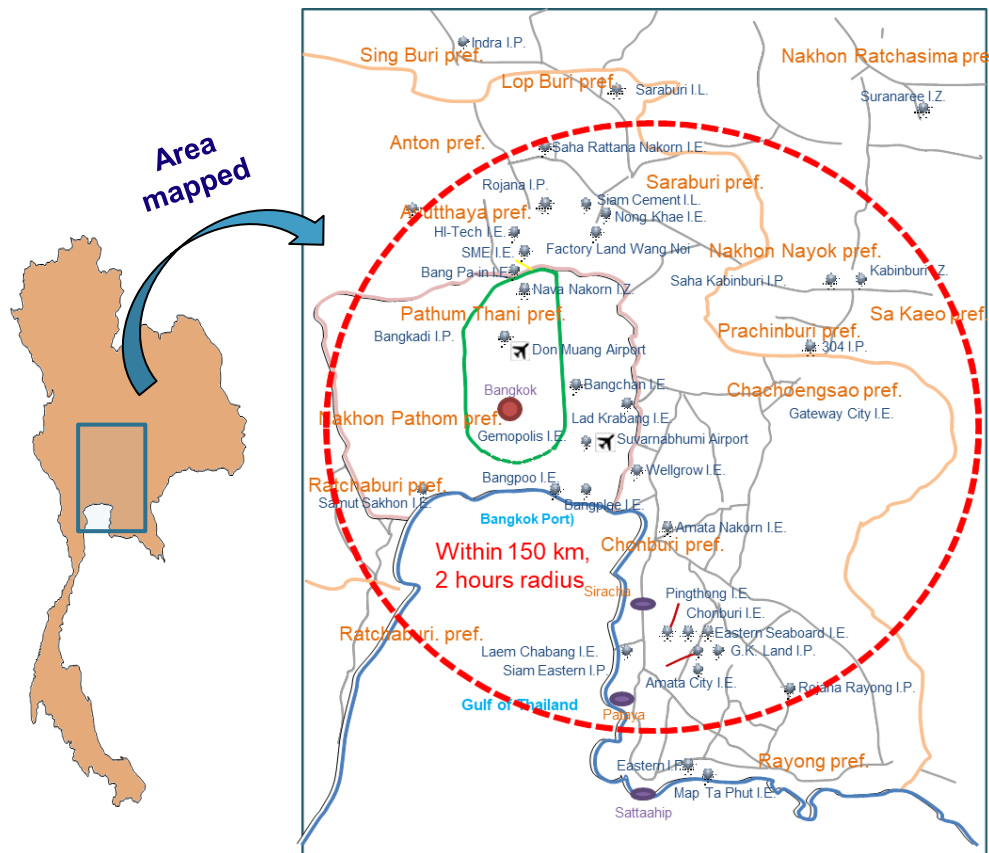 Area
mapped
Indra I.P.
Sing Buri pref.
Nakhon Ratchasima pre
Lop Buri pref.
Saraburi I.L.
Suranaree I.Z.
Anton pref.
Saha Rattana Nakorn I.E.
Saraburi pref.
Rojana I.P.
Siam Cement I.L.
Ayutthaya pref.
Nong Khae I.E.
HI-Tech I.E.
SME I.E.
Factory Land Wang Noi
Nakhon Nayok pref.
Bang Pa-in I.E.
Saha Kabinburi I.P.
Kabinburi I.Z.
Nava Nakorn I.Z.
Pathum Thani pref.
Sa Kaeo pref.
Bangkadi I.P.
Prachinburi pref.
304 I.P.
Don Muang Airport
Bangkok
Bangchan I.E.
Chachoengsao pref.
Nakhon Pathom pref.
Lad Krabang I.E.
Gateway City I.E.
Gemopolis I.E.
Suvarnabhumi Airport
Wellgrow I.E.
Ratchaburi pref.
Bangpoo I.E.
Samut Sakhon I.E.
Bangplee I.E.
Bangkok Port)
Amata Nakorn I.E.
Chonburi pref.
Within 150 km,
2 hours radius
Siracha
Pingthong I.E.
Chonburi I.E.
Ratchaburi. pref.
Eastern Seaboard I.E.
Laem Chabang I.E.
G.K. Land I.P.
Siam Eastern I.P.
Amata City I.E.
Rojana Rayong I.P.
Gulf of Thailand
Pattya
Eastern I.P.
Rayong pref.
Map Ta Phut I.E.
Sattaahip